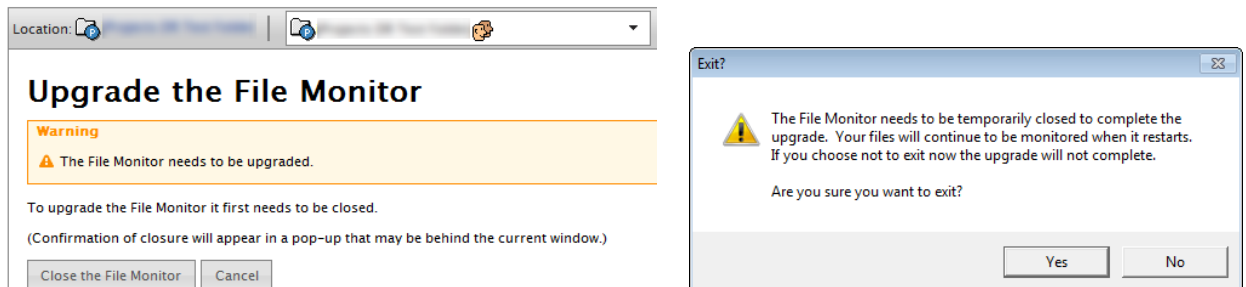 Location:
Upgrade the File Monitor
Warning
The File Monitor needs to be upgraded.
To upgrade the File Monitor it first needs to be closed.
(Confirmation of closure will appear in a pop-up that may be behind the current window.)
Close the File Monitor Cancel
Exit?
The File Monitor needs to be temporarily closed to complete the
upgrade. Your files will continue to be monitored when it restarts.
If you choose not to exit now the upgrade will not complete.
Are you sure you want to exit?
Yes No